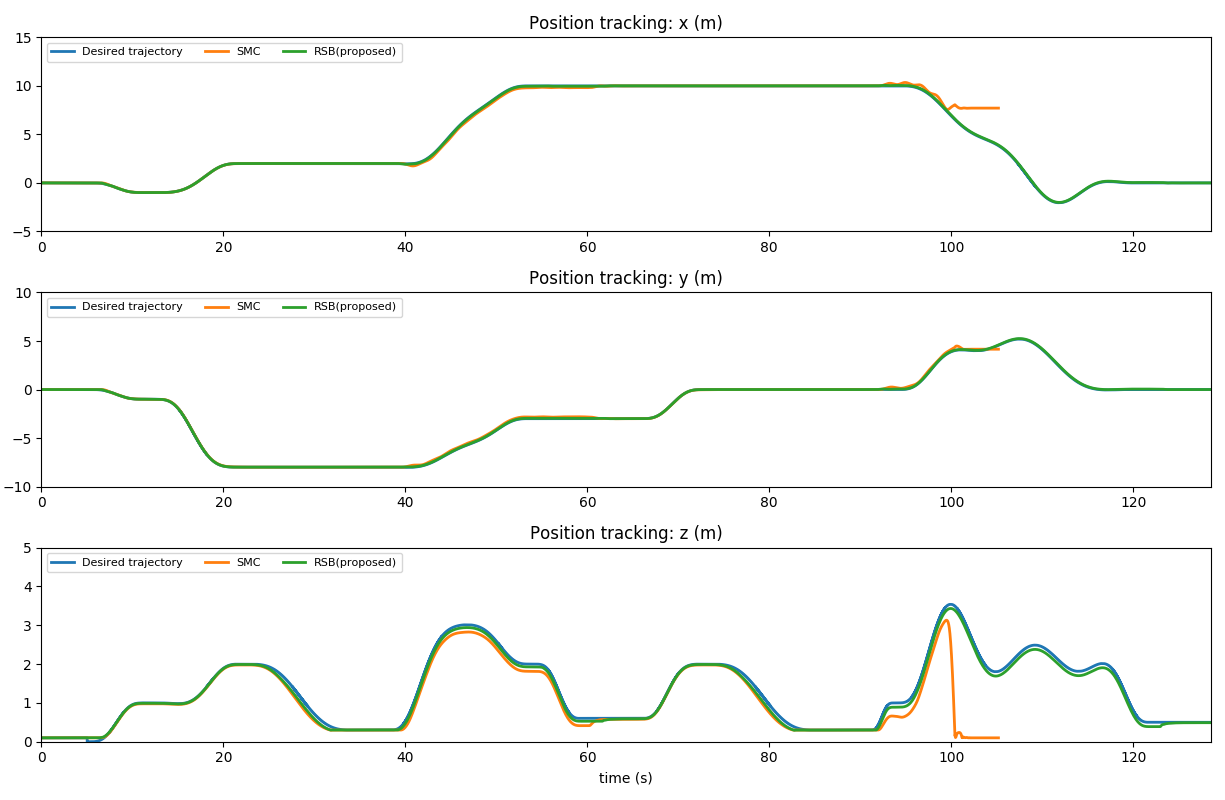 Position tracking: x (m)
15
Desired trajectory SMC RSB(proposed)
10
5
0
−5
0 20 40 60 80 100 120
Position tracking: y (m)
10
Desired trajectory SMC RSB(proposed)
5
0
−5
−10
0 20 40 60 80 100 120
Position tracking: z (m)
5
Desired trajectory SMC RSB(proposed)
4
3
2
1
0
0 20 40 60 80 100 120
time (s)